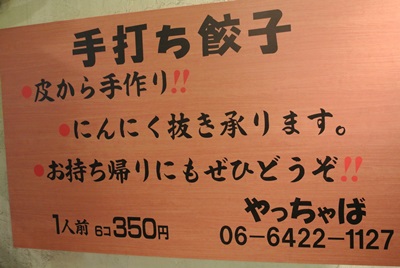 手打ち餃子
●皮から手作り!!
●にんにく抜き承ります。
●お持ち帰りにもぜひどうぞ!!
やっちゃば
1人前 6コ 350円
06-6422-1127